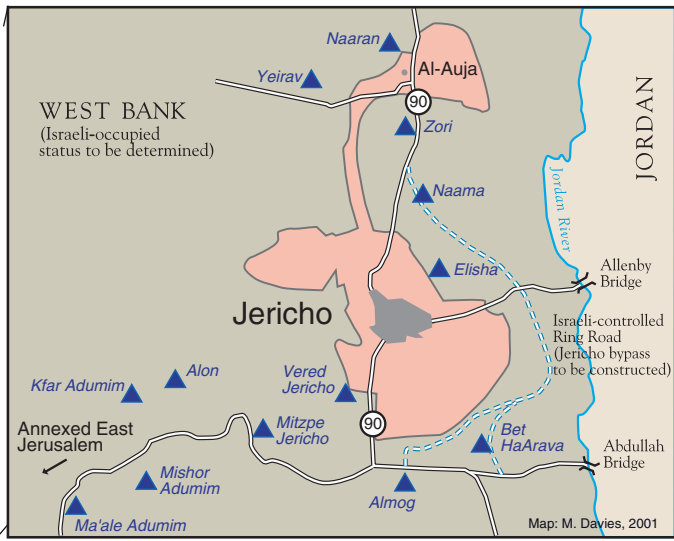 Naaran
Yeirav
Al-Auja
90
WEST BANK
(Israeli-occupied
status to be determined)
Zori
JORDAN
Jordan River
Naama
Elisha
Allenby
Bridge
Jericho
Israeli-controlled
Ring Road
(Jericho bypass
to be constructed)
Alon
Kfar Adumim
Vered
Jericho
90
Annexed East
Jerusalem
Mitzpe
Jericho
Bet
HaArava
Abdullah
Bridge
Mishor
Adumim
Almog
Ma'ale Adumim
Map: M. Davies, 2001